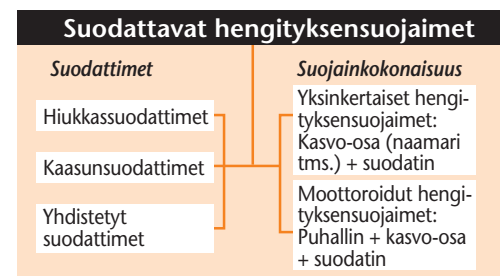 Suodattavat hengityksensuojaimet
Suodattimet
Hiukkassuodattimet
Kaasunsuodattimet
Yhdistetyt
suodattimet
Suojainkokonaisuus
Yksinkertaiset hengi-
tyksensuojaimet:
Kasvo-osa (naamari
tms.) + suodatin
Moottoroidut hengi-
tyksensuojaimet:
Puhallin + kasvo-osa
+ suodatin